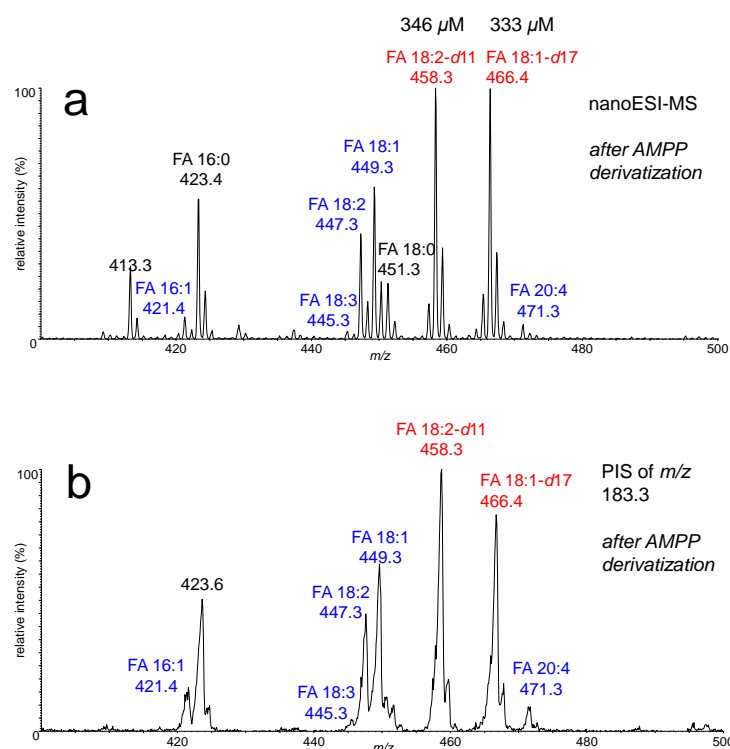 346 µM 333 µM
FA 18:2-d11 FA 18:1-d17
458.3 466.4
a
nanoESI-MS
after AMPP
derivatization
100
relative intensity (%)
0
FA 16:0
423.4
FA 18:1
449.3
FA 18:2
447.3
FA 18:0
451.3
413.3
FA 16:1
421.4
FA 18:3
445.3
FA 20:4
471.3
420 440 460 480 500
m/z
b
FA 18:2-d11
458.3
FA 18:1-d17
466.4
PIS of m/z
183.3
after AMPP
derivatization
100
relative intensity (%)
0
423.6
FA 18:1
449.3
FA 18:2
447.3
FA 16:1
421.4
FA 18:3
445.3
FA 20:4
471.3
420 440 460 480 500
m/z